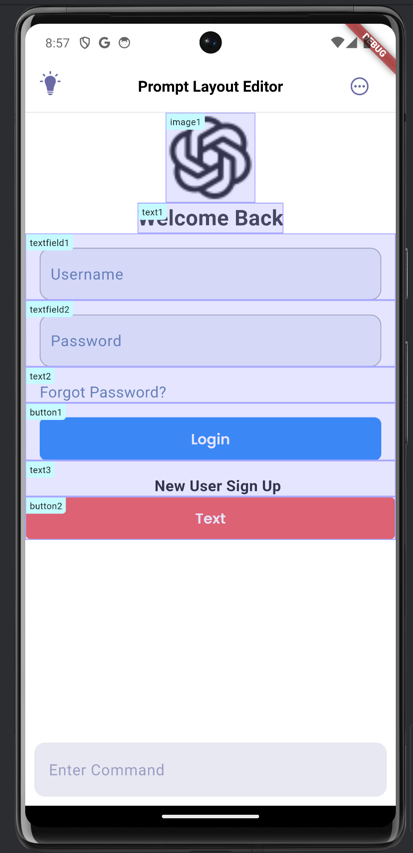 8:57
DEBUG
Prompt Layout Editor
image1
text1
Welcome Back
textfield1
Username
textfield2
Password
text2
Forgot Password?
button1
Login
text3
New User Sign Up
button2
Text
Enter Command